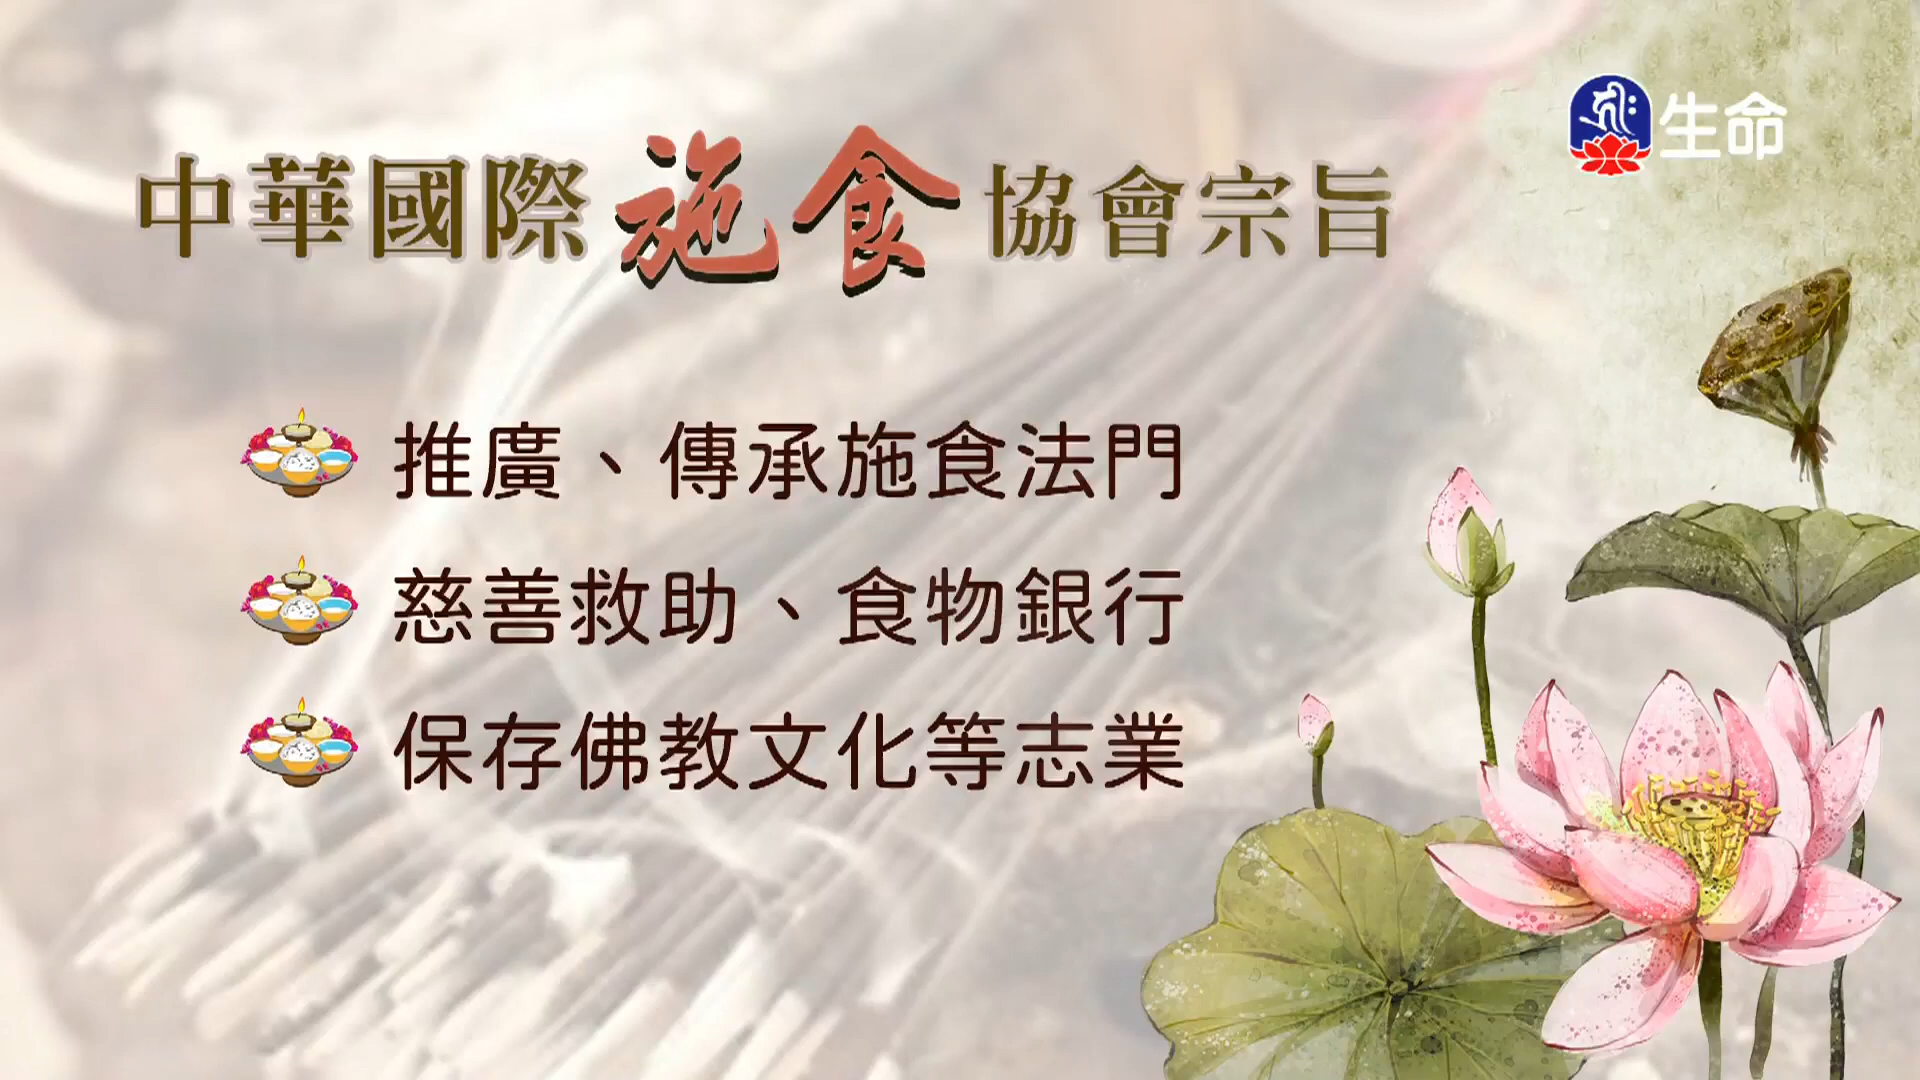 生命
中華國際施食協會宗旨
推廣、傳承施食法門
慈善救助、食物銀行
保存佛教文化等志業